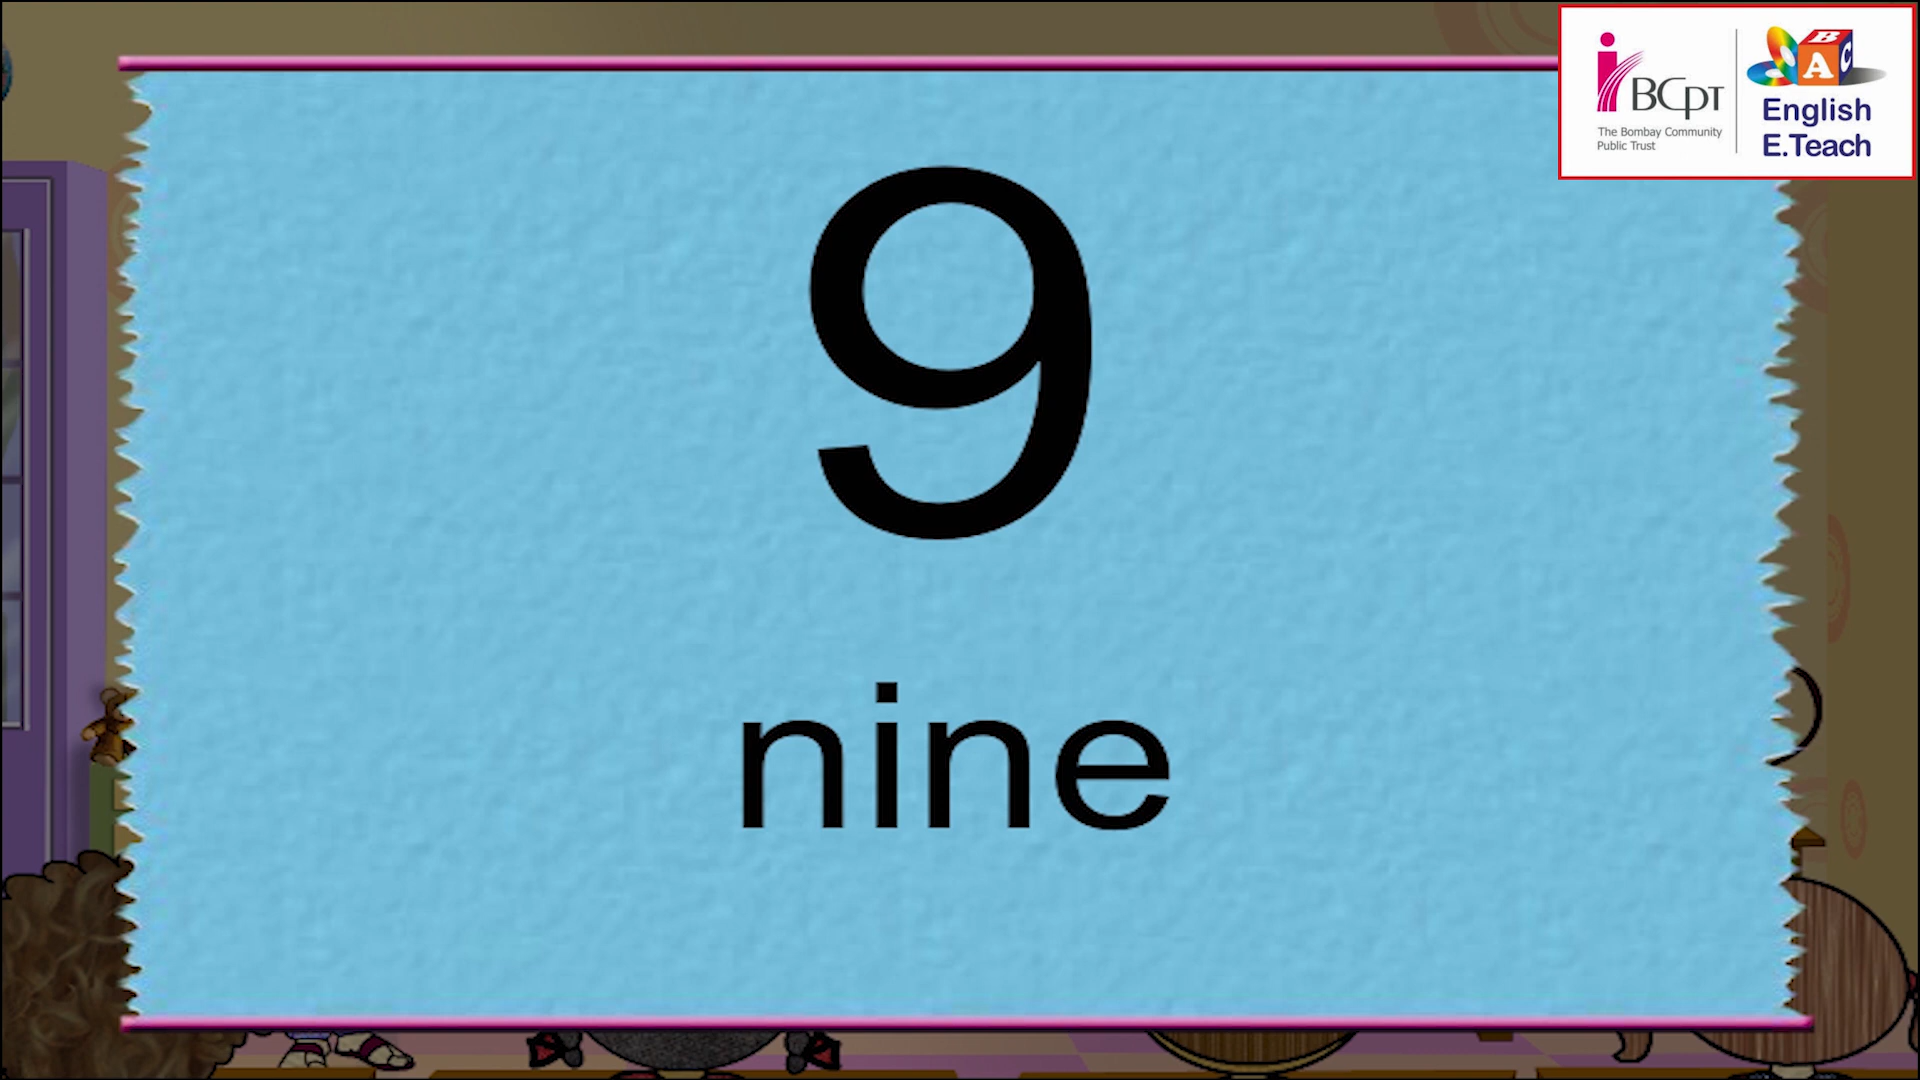 9
nine
BCPT
The Bombay Community
Public Trust
B
A C
English
E.Teach